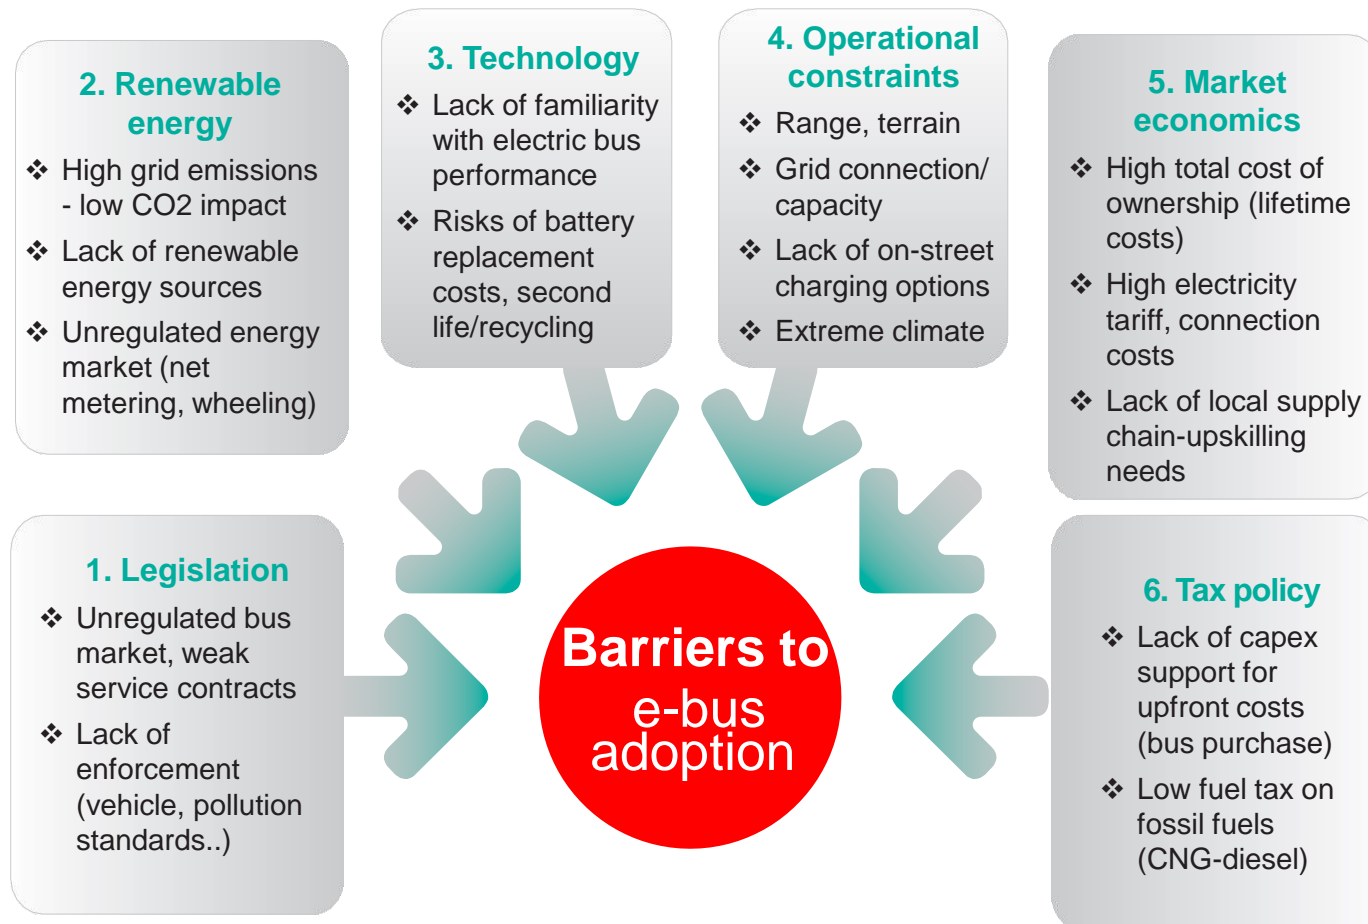 1. Legislation
❖ Unregulated bus
market, weak
service contracts
❖ Lack of
enforcement
(vehicle, pollution
standards..)
2. Renewable
energy
❖ High grid emissions
- low CO2 impact
❖ Lack of renewable
energy sources
❖ Unregulated energy
market (net
metering, wheeling)
3. Technology
❖ Lack of familiarity
with electric bus
performance
❖ Risks of battery
replacement
costs, second
life/recycling
4. Operational
constraints
❖ Range, terrain
❖ Grid connection/
capacity
❖ Lack of on-street
charging options
❖ Extreme climate
5. Market
economics
❖ High total cost of
ownership (lifetime
costs)
❖ High electricity
tariff, connection
costs
❖ Lack of local supply
chain-upskilling
needs
6. Tax policy
❖ Lack of capex
support for
upfront costs
(bus purchase)
❖ Low fuel tax on
fossil fuels
(CNG-diesel)
Barriers to
e-bus
adoption